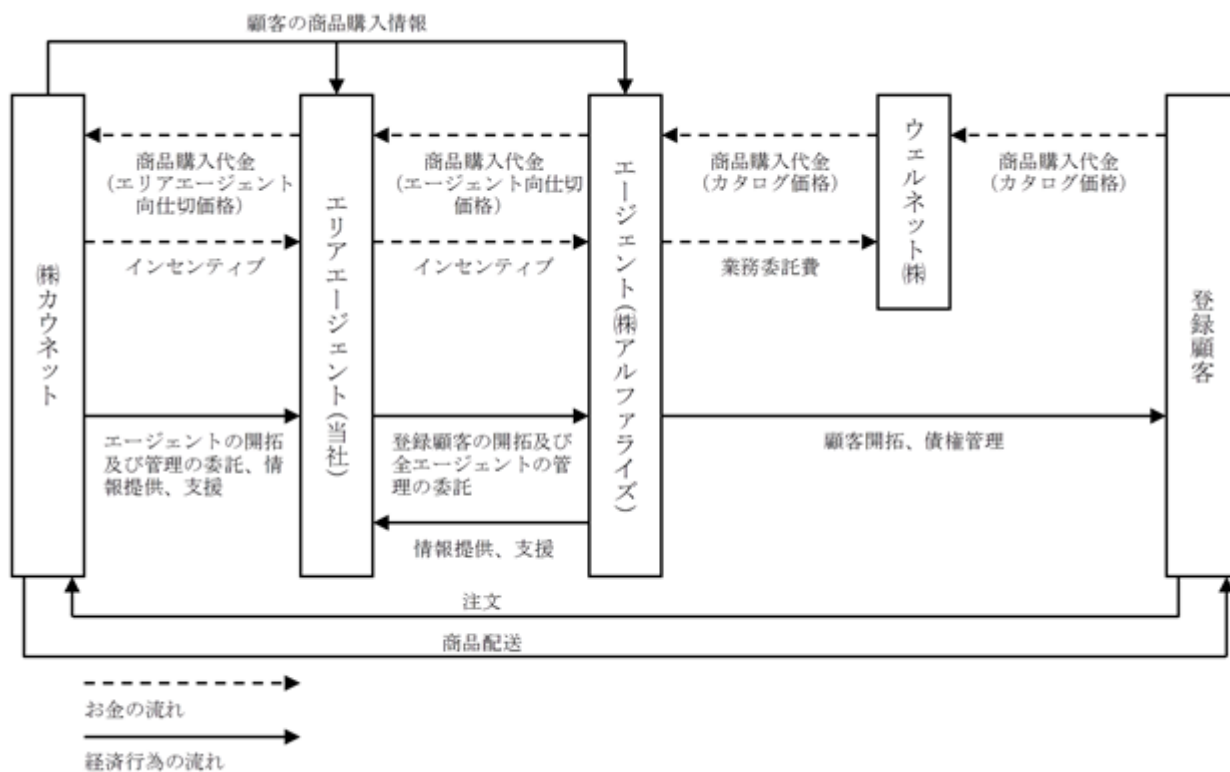 顧客の商品購入情報
㈱カウネット
商品購入代金
（エリアエージェント
向仕切価格）
インセンティブ
エージェントの開拓
及び管理の委託、情
報提供、支援
エリアエージェント(当社)
商品購入代金
（エージェント向仕切
価格）
インセンティブ
登録顧客の開拓及び
全エージェントの管
理の委託
情報提供、支援
エージェント(㈱アルファライズ)
商品購入代金
（カタログ価格）
業務委託費
ウェルネット㈱
商品購入代金
（カタログ価格）
顧客開拓、債権管理
登録顧客
注文
商品配送
お金の流れ
経済行為の流れ